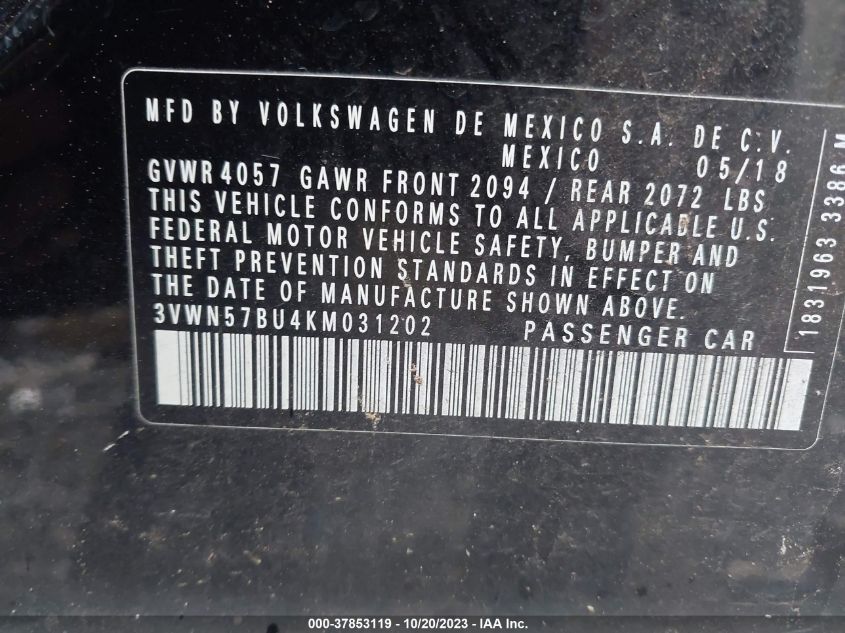 MFD BY VOLKSWAGEN DE MEXICO S.A. DE C.V.
MEXICO 05/18
GVWR 4057 GAWR FRONT 2094 / REAR 2072 LBS
THIS VEHICLE CONFORMS TO ALL APPLICABLE U.S.
FEDERAL MOTOR VEHICLE SAFETY, BUMPER AND
THEFT PREVENTION STANDARDS IN EFFECT ON
THE DATE OF MANUFACTURE SHOWN ABOVE.
3VWN57BU4KM031202 PASSENGER CAR
1831963 3386 M
000-37853119 - 10/20/2023 - IAA Inc.